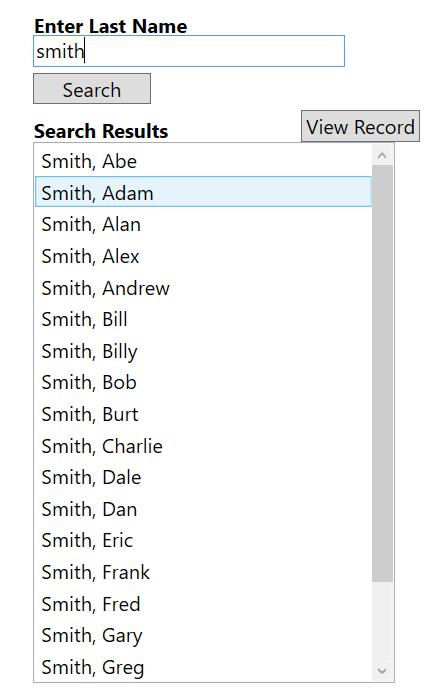 Enter Last Name
smith
Search
View Record
Search Results
Smith, Abe
Smith, Adam
Smith, Alan
Smith, Alex
Smith, Andrew
Smith, Bill
Smith, Billy
Smith, Bob
Smith, Burt
Smith, Charlie
Smith, Dale
Smith, Dan
Smith, Eric
Smith, Frank
Smith, Fred
Smith, Gary
Smith, Greg